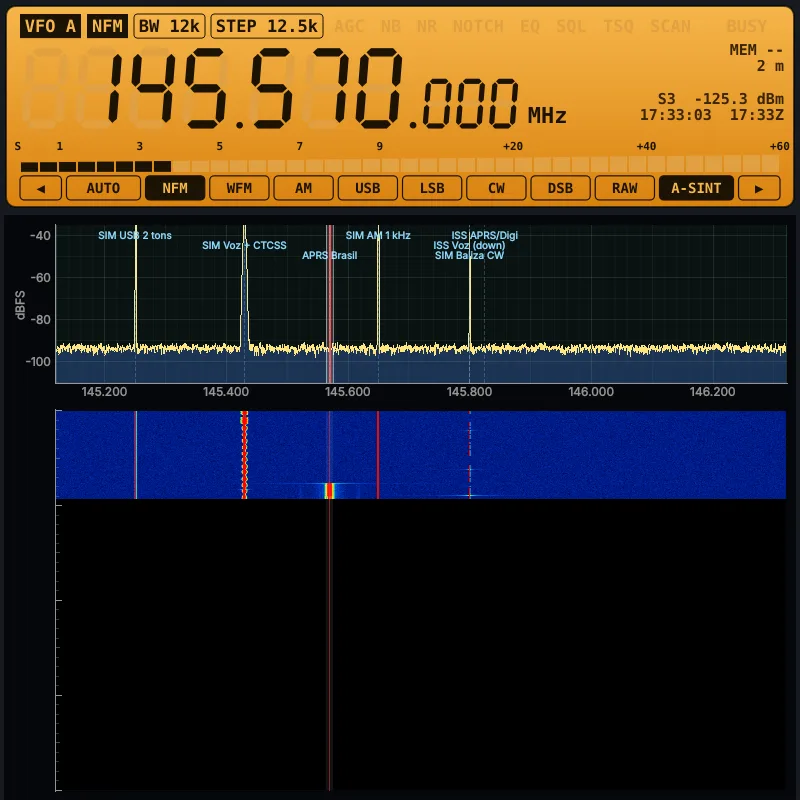 VFO A NFM BW 12k STEP 12.5k AGC NB NR NOTCH EQ SQL TSQ SCAN BUSY
145.570.000 MHz
MEM --
2 m
S3 -125.3 dBm
17:33:03 17:33Z
S 1 3 5 7 9 +20 +40 +60
◄ AUTO NFM WFM AM USB LSB CW DSB RAW A-SINT ►
-40
-60
-80
-100
dBFS
SIM USB 2 tons
SIM Voz + CTCSS
APRS Brasil
SIM AM 1 kHz
ISS APRS/Digi
ISS Voz (down)
SIM Baliza CW
145.200 145.400 145.600 145.800 146.000 146.200